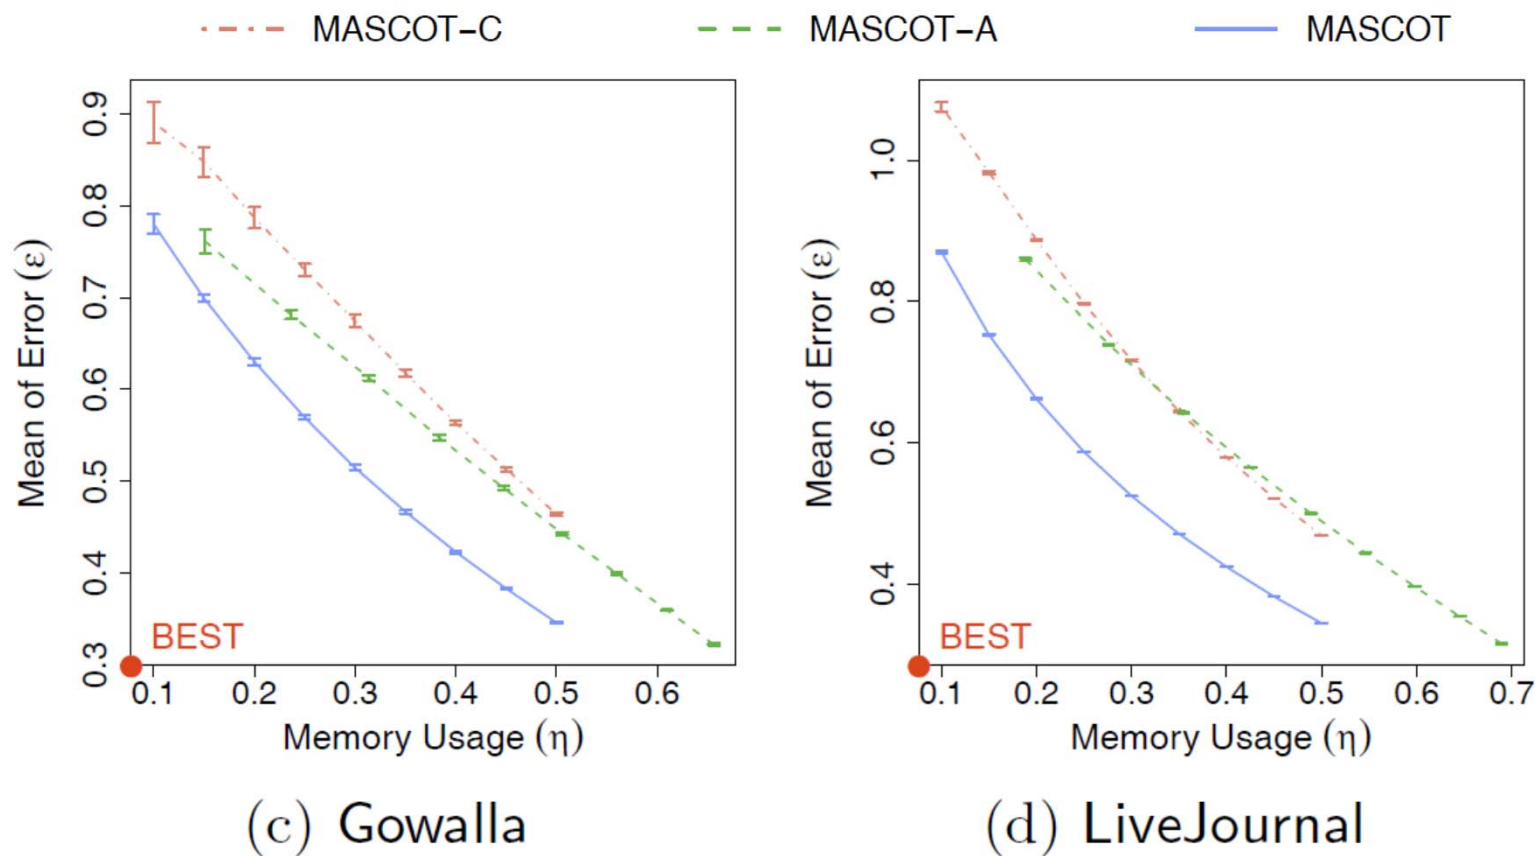 MASCOT-C MASCOT-A MASCOT
Mean of Error (ε)
0.9
0.8
0.7
0.6
0.5
0.4
0.3
BEST
0.1 0.2 0.3 0.4 0.5 0.6
Memory Usage (η)
(c) Gowalla
Mean of Error (ε)
1.0
0.8
0.6
0.4
BEST
0.1 0.2 0.3 0.4 0.5 0.6 0.7
Memory Usage (η)
(d) LiveJournal